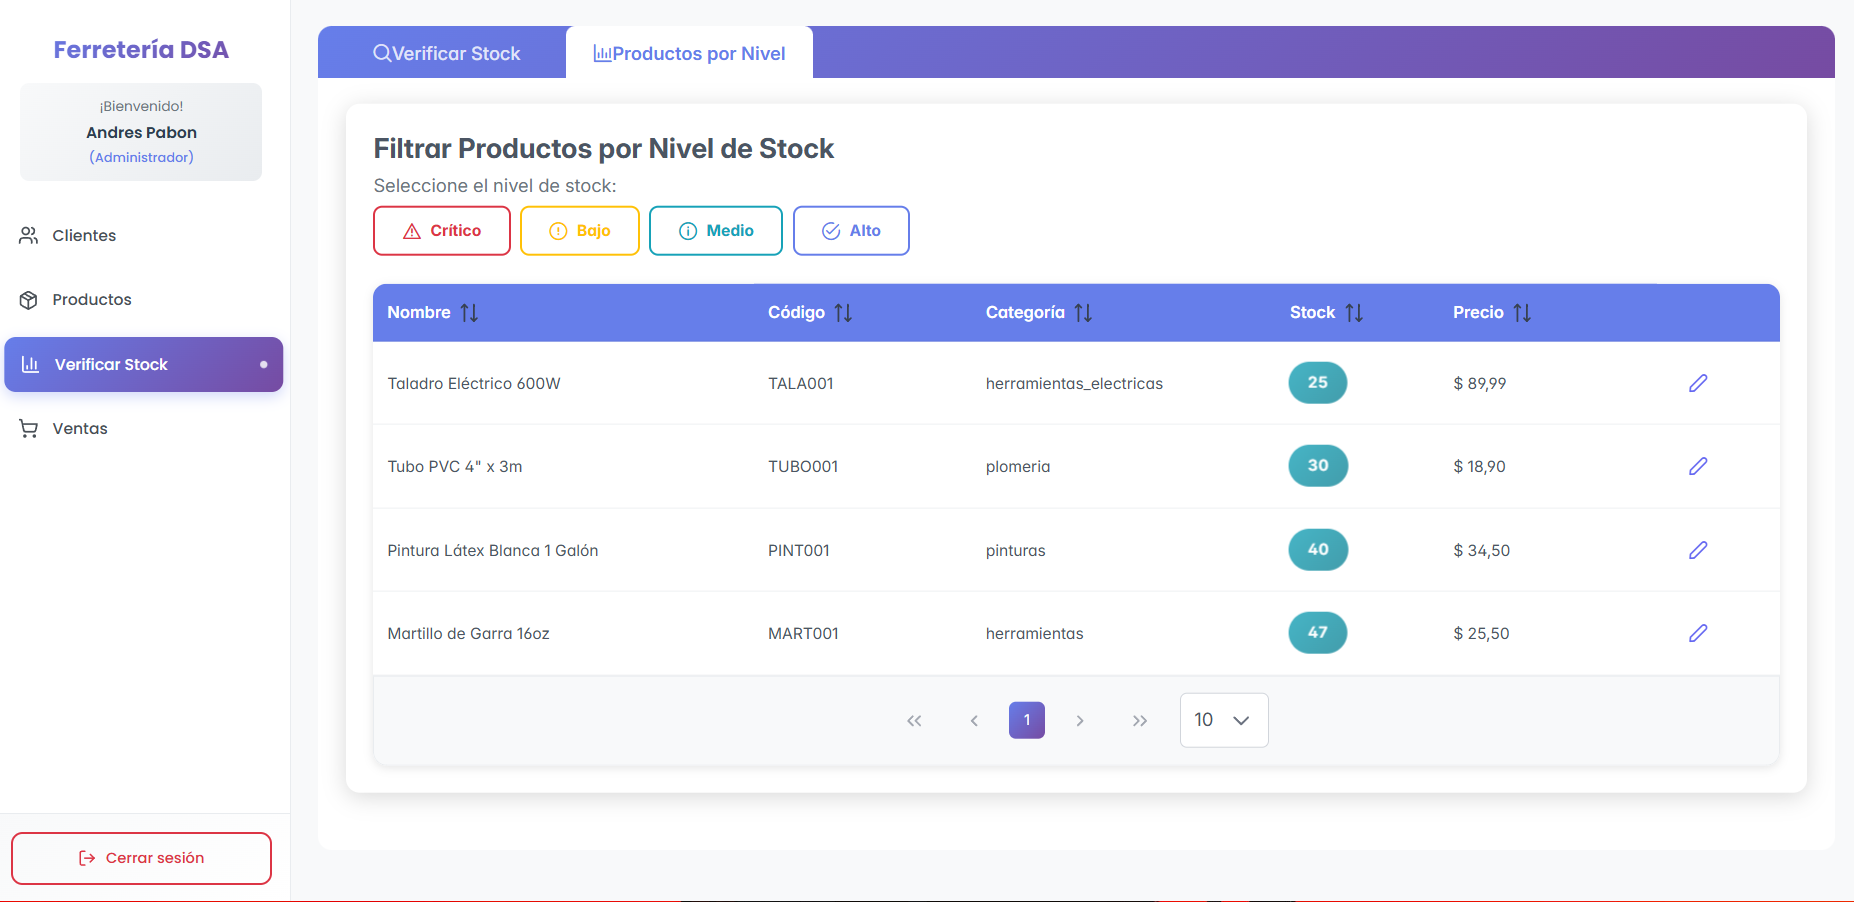 Ferretería DSA
¡Bienvenido!
Andres Pabon
(Administrador)
Clientes
Productos
Verificar Stock
Ventas
Cerrar sesión
Verificar Stock
Productos por Nivel
Filtrar Productos por Nivel de Stock
Seleccione el nivel de stock:
Crítico Bajo Medio Alto
Nombre Código Categoría Stock Precio
Taladro Eléctrico 600W TALA001 herramientas_electricas 25 $ 89,99
Tubo PVC 4" x 3m TUBO001 plomeria 30 $ 18,90
Pintura Látex Blanca 1 Galón PINT001 pinturas 40 $ 34,50
Martillo de Garra 16oz MART001 herramientas 47 $ 25,50
1 10